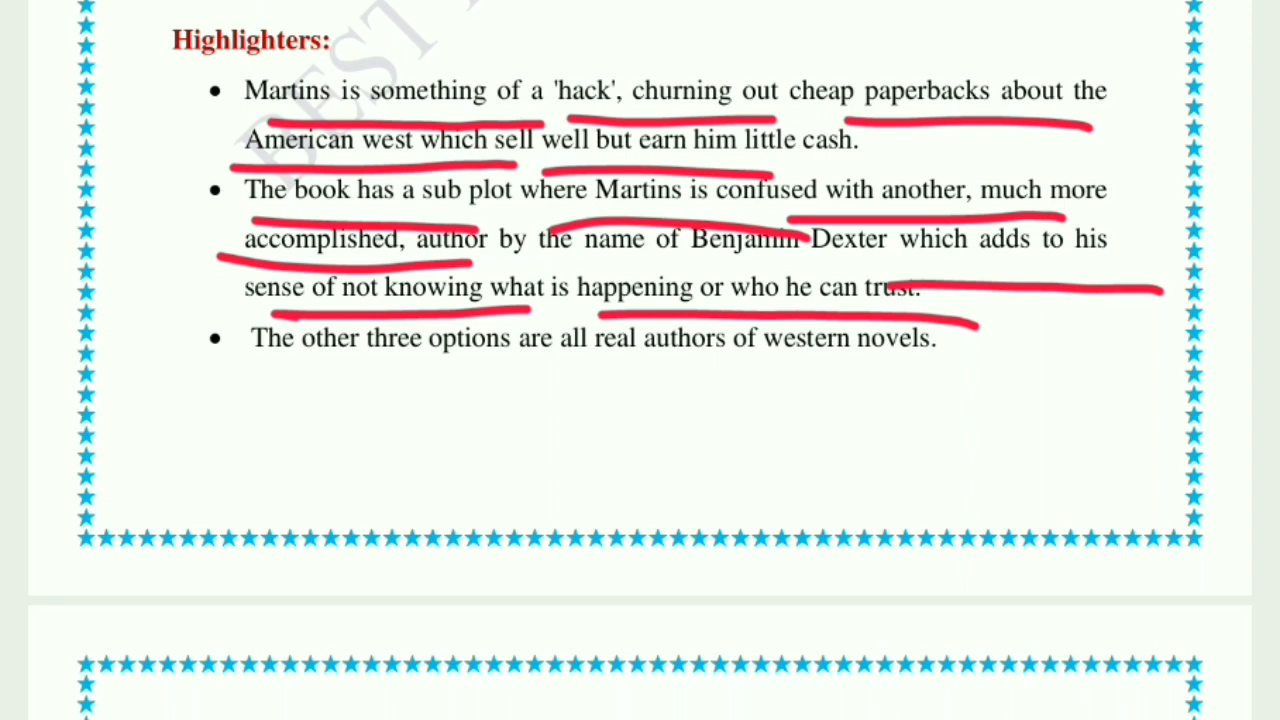 Highlighters:
• Martins is something of a 'hack', churning out cheap paperbacks about the
American west which sell well but earn him little cash.
• The book has a sub plot where Martins is confused with another, much more
accomplished, author by the name of Benjamin Dexter which adds to his
sense of not knowing what is happening or who he can trust.
• The other three options are all real authors of western novels.
BEST